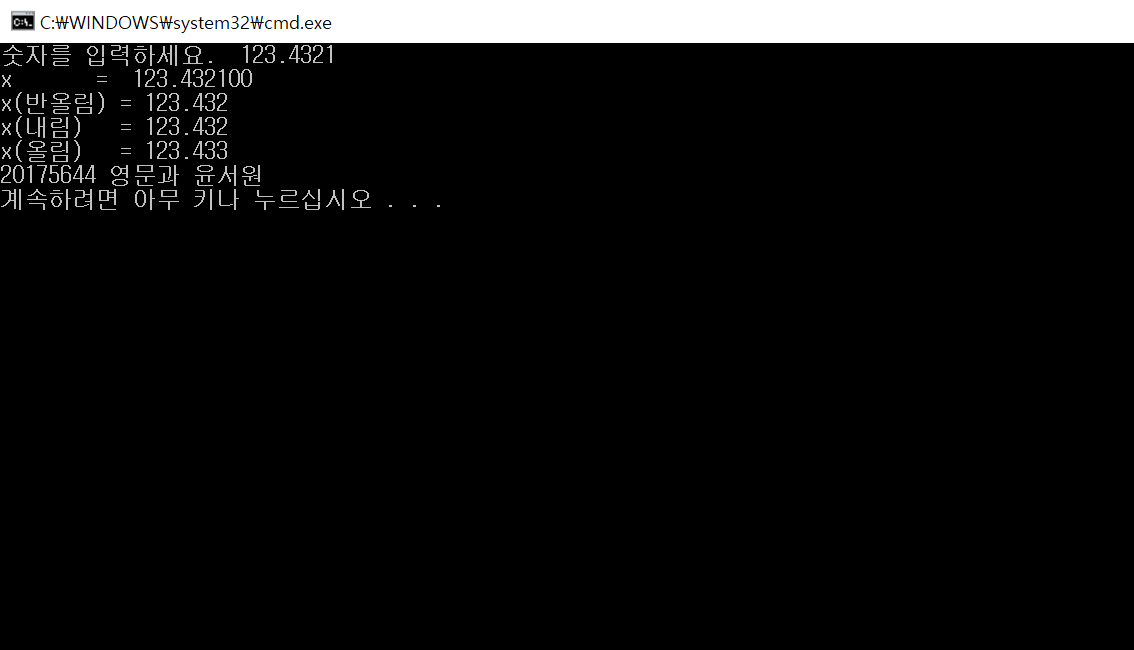 C:₩WINDOWS₩system32₩cmd.exe
숫자를 입력하세요.  123.4321
x       =  123.432100
x(반올림) = 123.432
x(내림)   = 123.432
x(올림)   = 123.433
20175644 영문과 윤서원
계속하려면 아무 키나 누르십시오 . . .